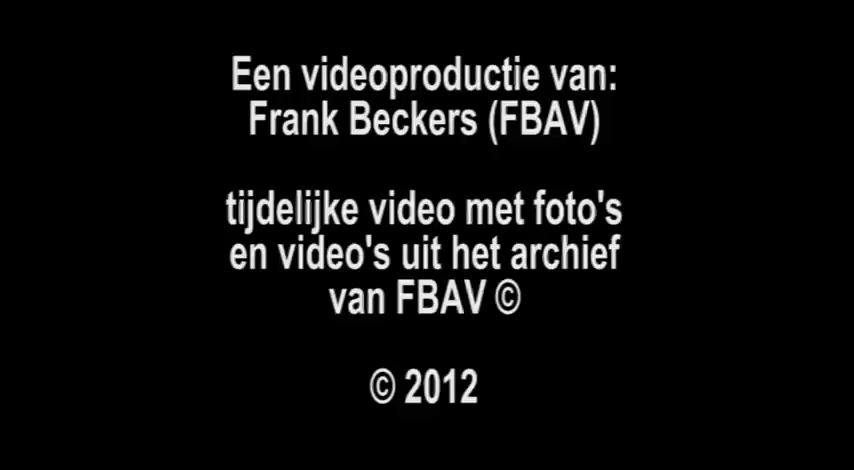 Een videoproductie van:
Frank Beckers (FBAV)
tijdelijke video met foto's
en video's uit het archief
van FBAV ©
© 2012